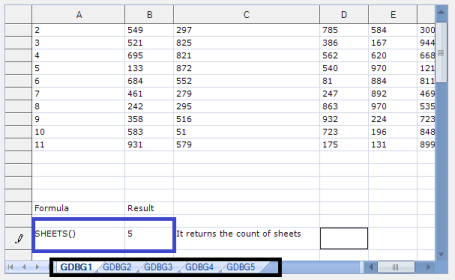 A B C D E
2 549 297 785 584 300
3 521 825 386 167 944
4 695 821 562 620 668
5 133 872 540 970 121
6 684 552 81 884 811
7 461 279 247 892 469
8 242 295 863 970 535
9 358 516 932 224 723
10 583 51 723 196 848
11 931 579 175 131 899
Formula Result
SHEETS() 5 It returns the count of sheets
GDBG1 GDBG2 GDBG3 GDBG4 GDBG5